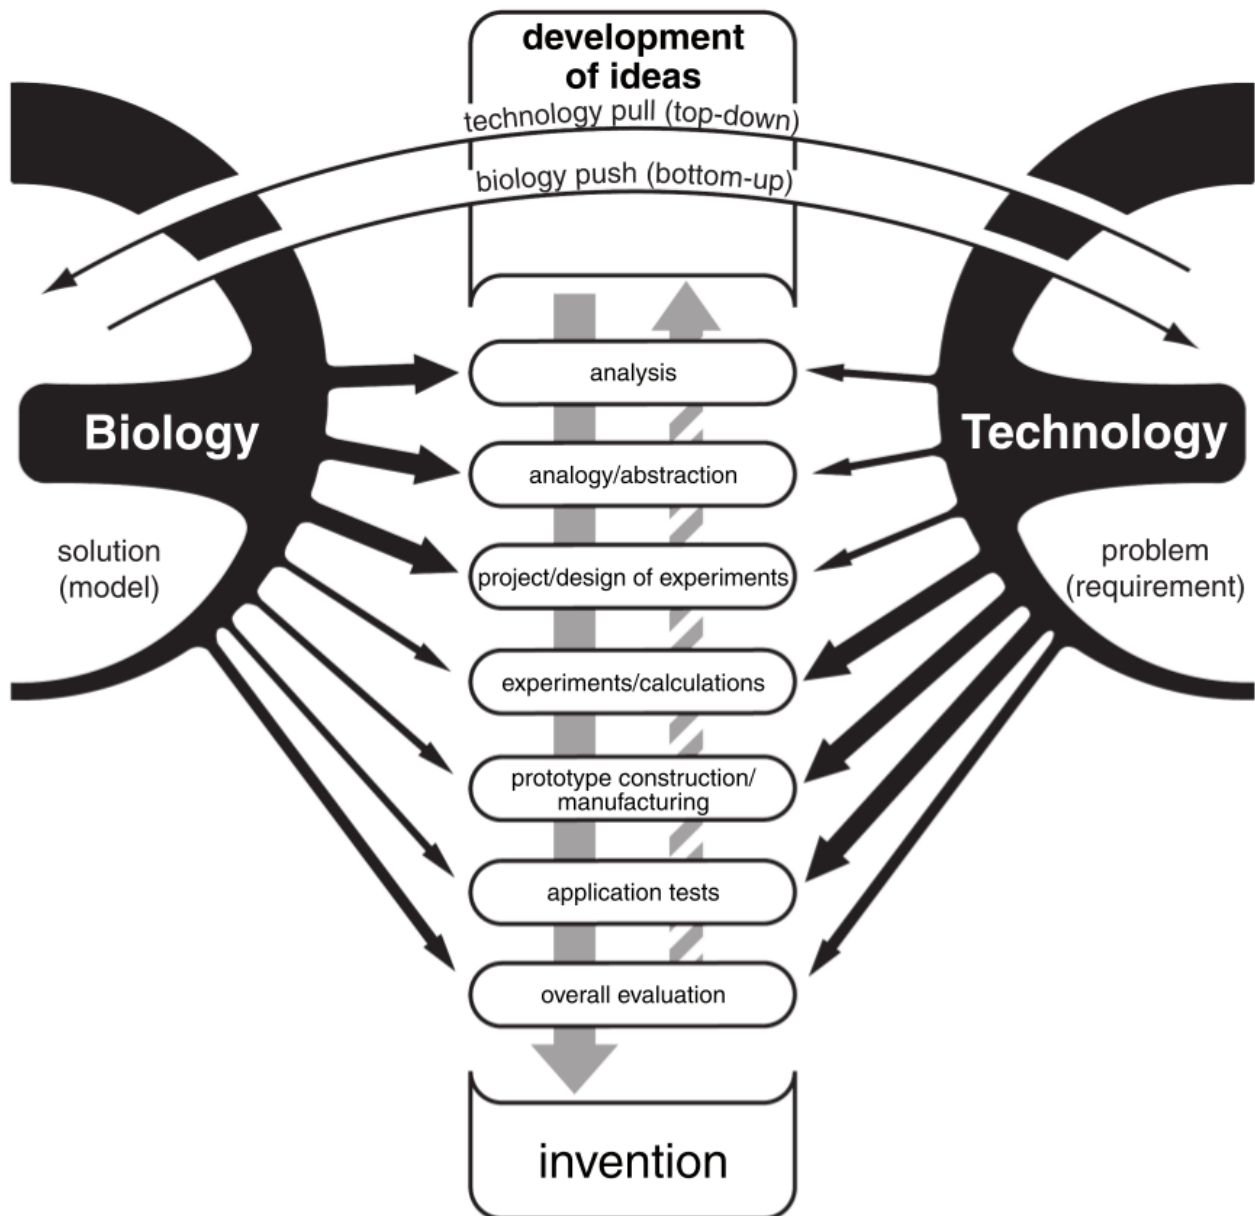 development
of ideas
technology pull (top-down)
biology push (bottom-up)
analysis
Biology
Technology
analogy/abstraction
solution
(model)
problem
(requirement)
project/design of experiments
experiments/calculations
prototype construction/
manufacturing
application tests
overall evaluation
invention